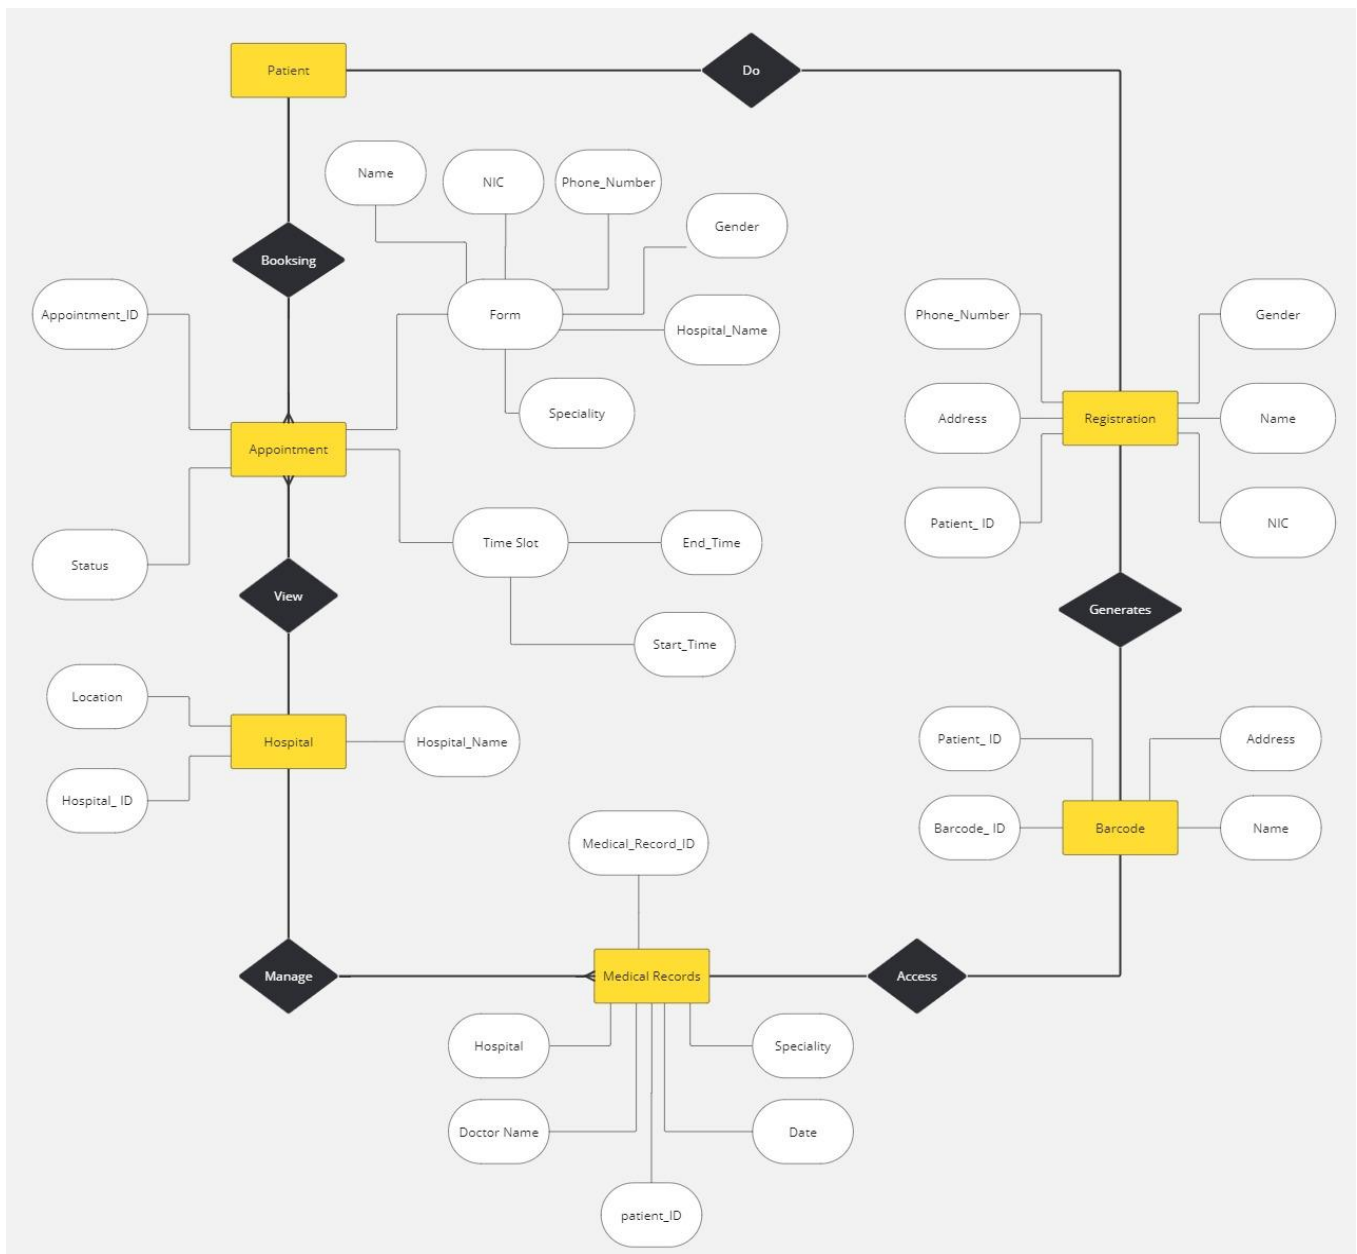 Patient
Do
Name
NIC
Phone_Number
Gender
Booksing
Appointment_ID
Form
Hospital_Name
Phone_Number
Gender
Speciality
Address
Registration
Name
Appointment
Patient_ ID
NIC
Time Slot
End_Time
Status
View
Generates
Start_Time
Location
Hospital
Hospital_Name
Patient_ ID
Address
Hospital_ ID
Barcode_ ID
Barcode
Name
Medical_Record_ID
Manage
Medical Records
Access
Hospital
Speciality
Doctor Name
Date
patient_ID